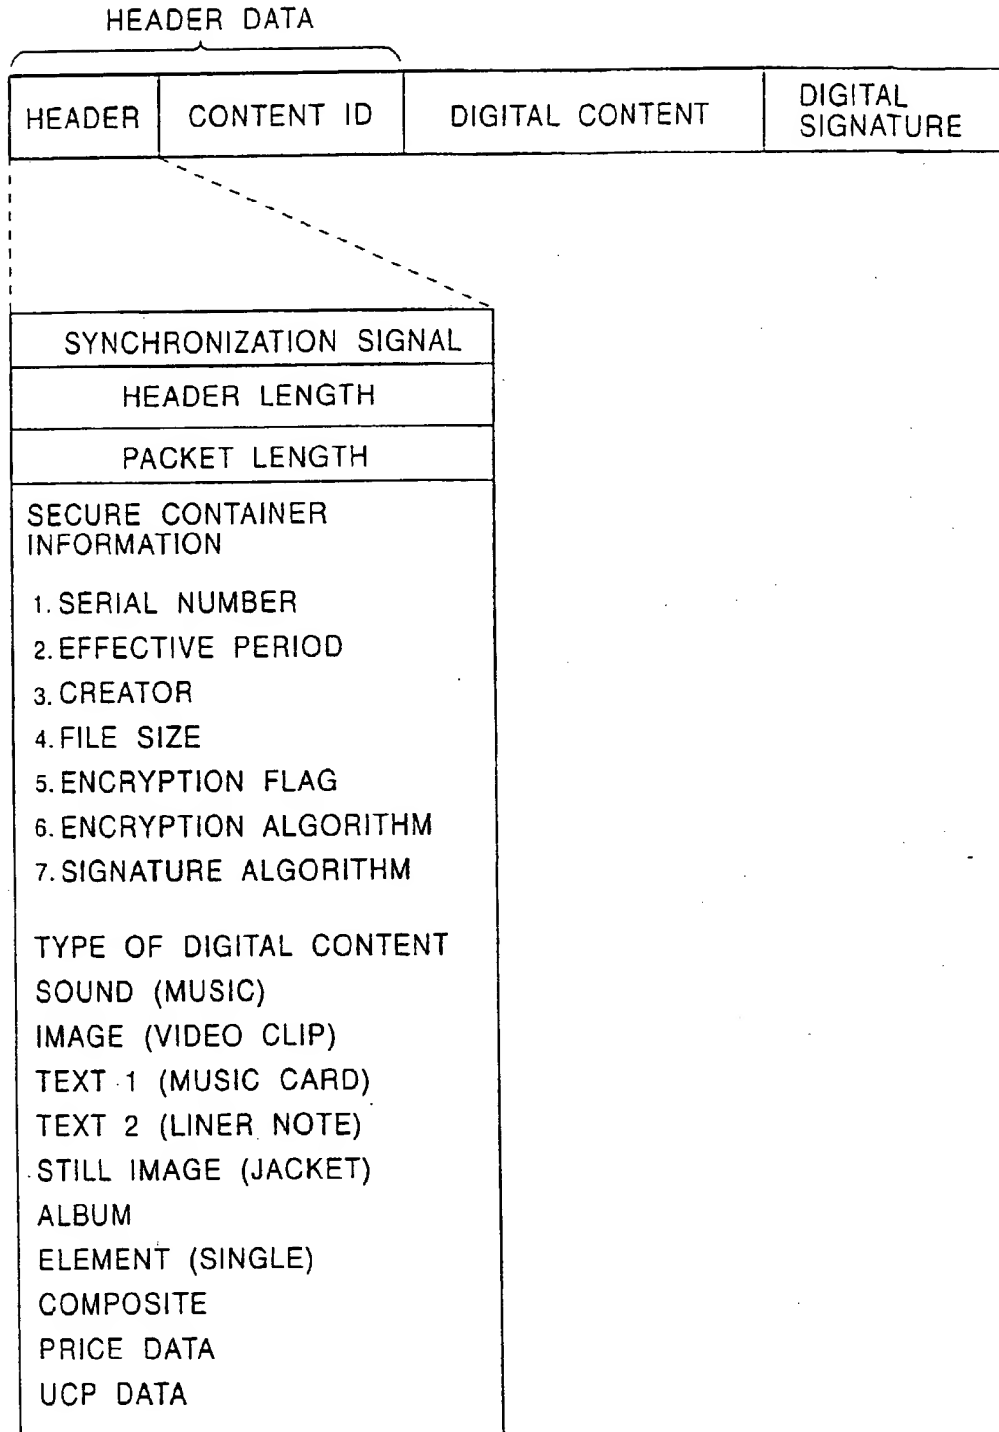 HEADER DATA
HEADER CONTENT ID DIGITAL CONTENT DIGITAL SIGNATURE
SYNCHRONIZATION SIGNAL
HEADER LENGTH
PACKET LENGTH
SECURE CONTAINER
INFORMATION
1. SERIAL NUMBER
2. EFFECTIVE PERIOD
3. CREATOR
4. FILE SIZE
5. ENCRYPTION FLAG
6. ENCRYPTION ALGORITHM
7. SIGNATURE ALGORITHM
TYPE OF DIGITAL CONTENT
SOUND (MUSIC)
IMAGE (VIDEO CLIP)
TEXT 1 (MUSIC CARD)
TEXT 2 (LINER NOTE)
STILL IMAGE (JACKET)
ALBUM
ELEMENT (SINGLE)
COMPOSITE
PRICE DATA
UCP DATA